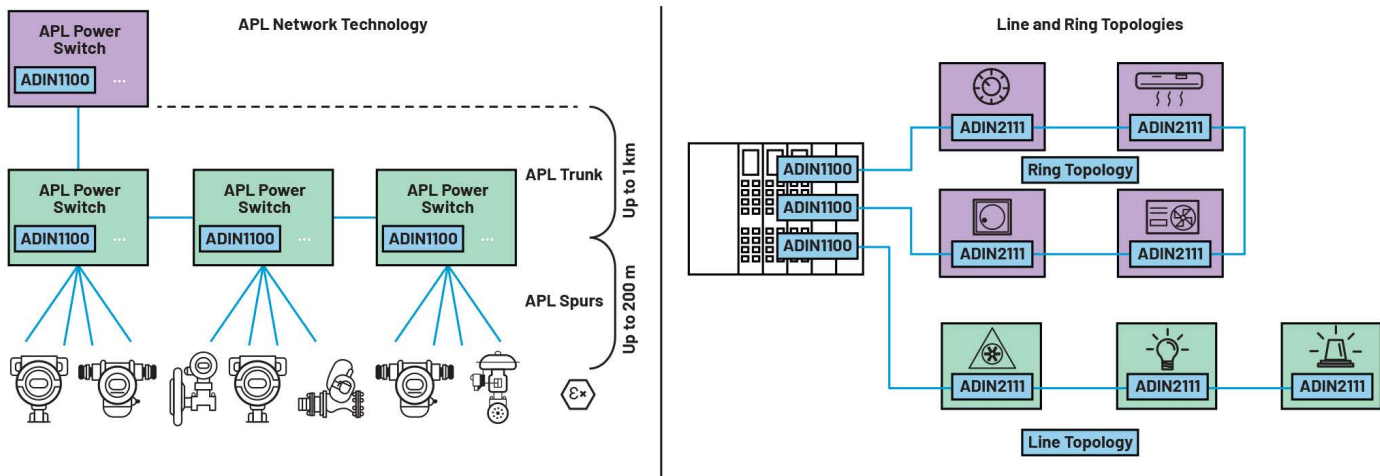 APL Network Technology
APL Power
Switch
ADIN1100 ...
APL Power
Switch
ADIN1100 ...
APL Power
Switch
ADIN1100 ...
APL Power
Switch
ADIN1100 ...
APL Trunk
Up to 1 km
APL Spurs
Up to 200 m
εx
Line and Ring Topologies
ADIN1100
ADIN1100
ADIN1100
ADIN2111
ADIN2111
Ring Topology
ADIN2111
ADIN2111
ADIN2111
ADIN2111
ADIN2111
Line Topology